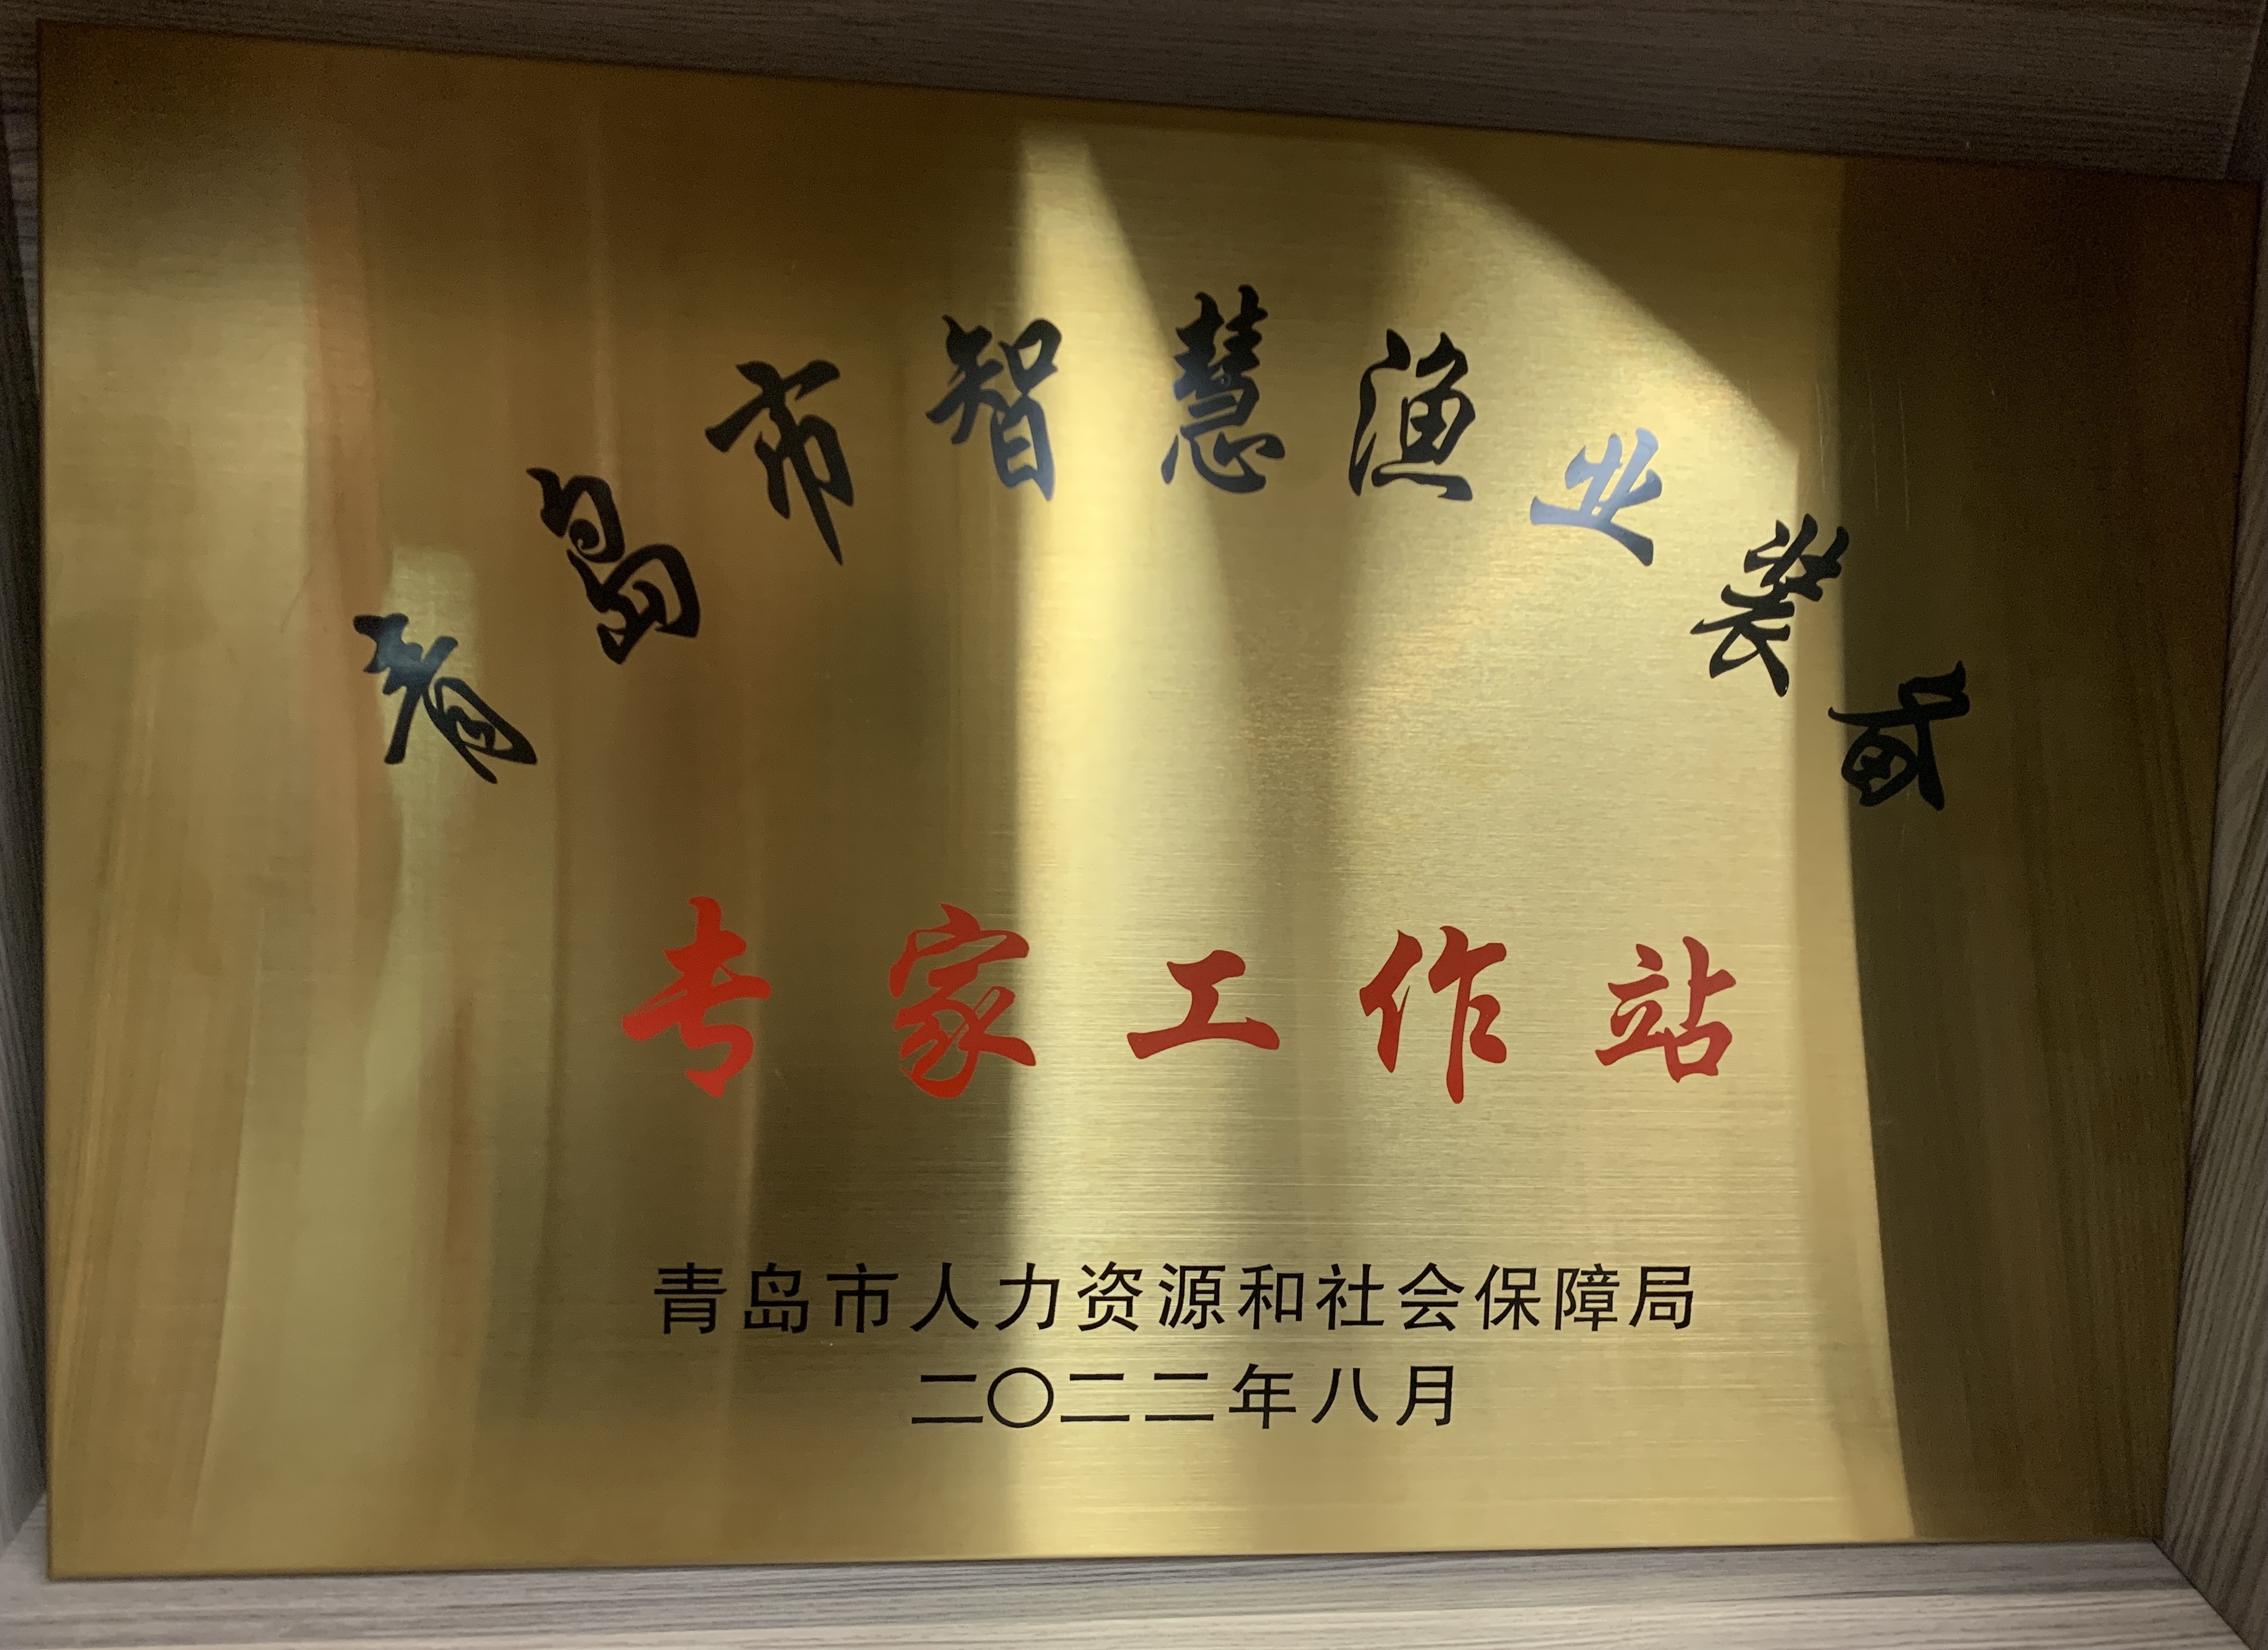 青岛市智慧渔业装备
专家工作站
青岛市人力资源和社会保障局
二〇二二年八月